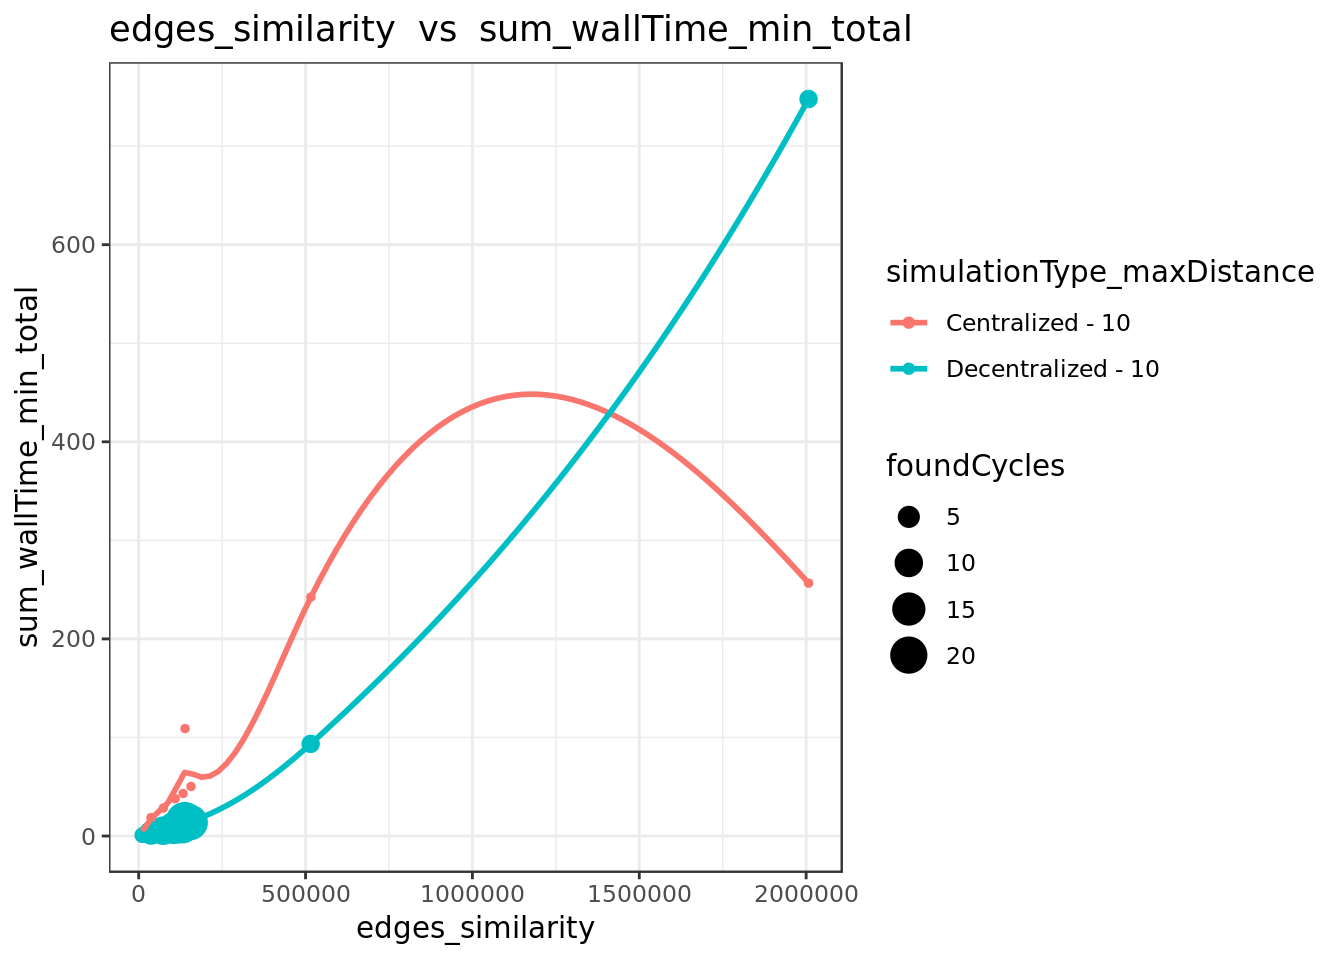 edges_similarity vs sum_wallTime_min_total
sum_wallTime_min_total
600
400
200
0
0 500000 1000000 1500000 2000000
edges_similarity
simulationType_maxDistance
Centralized - 10
Decentralized - 10
foundCycles
5
10
15
20